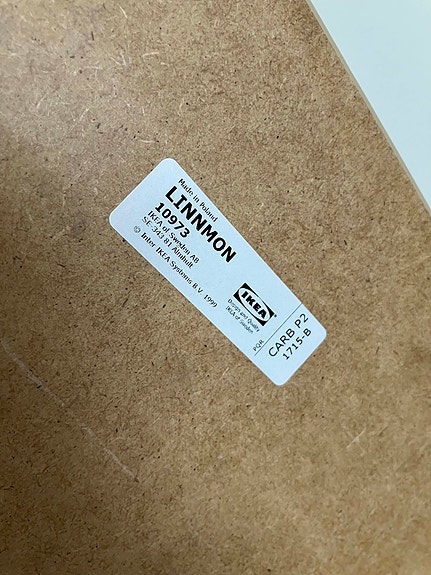 Made in Poland
LINNMON
10973
IKEA of Sweden AB
SE-343 81 Älmhult
© Inter IKEA Systems B.V. 1999
IKEA
Design and Quality
IKEA of Sweden
PQR
CARB P2
1715-B